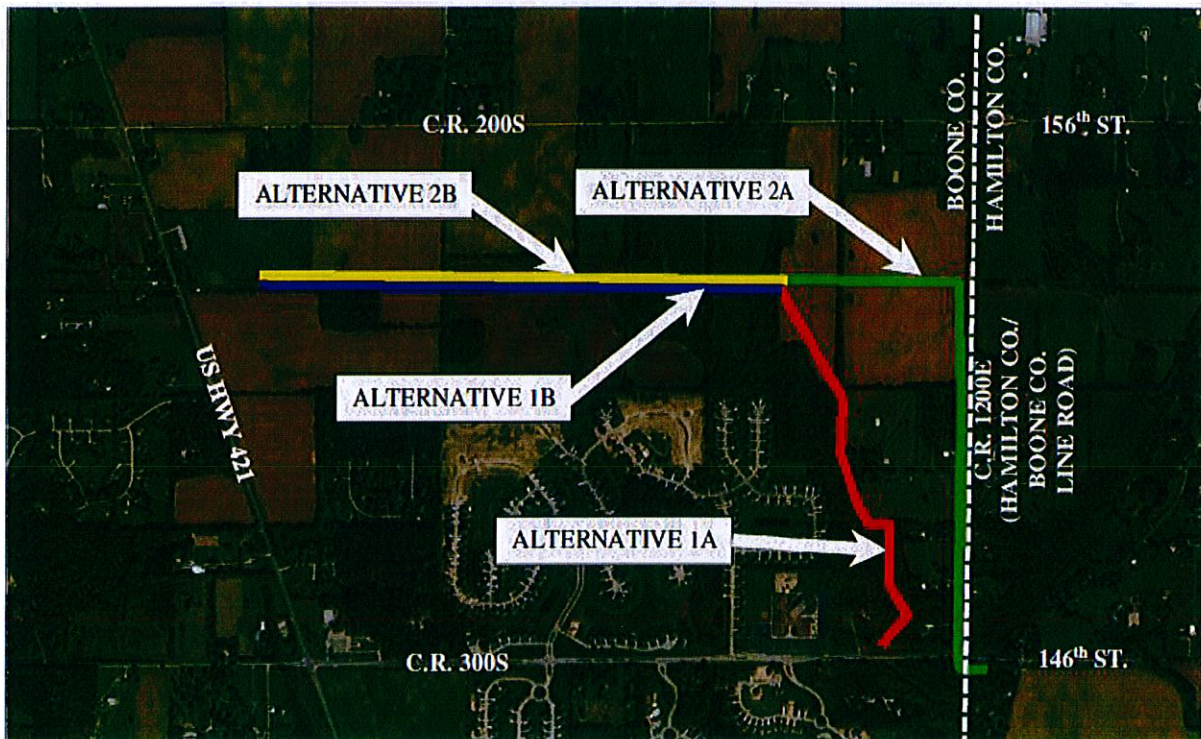 C.R. 200S
156th ST.
BOONE CO.
HAMILTON CO.
ALTERNATIVE 2B
ALTERNATIVE 2A
US HWY 421
ALTERNATIVE 1B
C.R. 1200E
(HAMILTON CO./
BOONE CO.
LINE ROAD)
ALTERNATIVE 1A
C.R. 300S
146th ST.